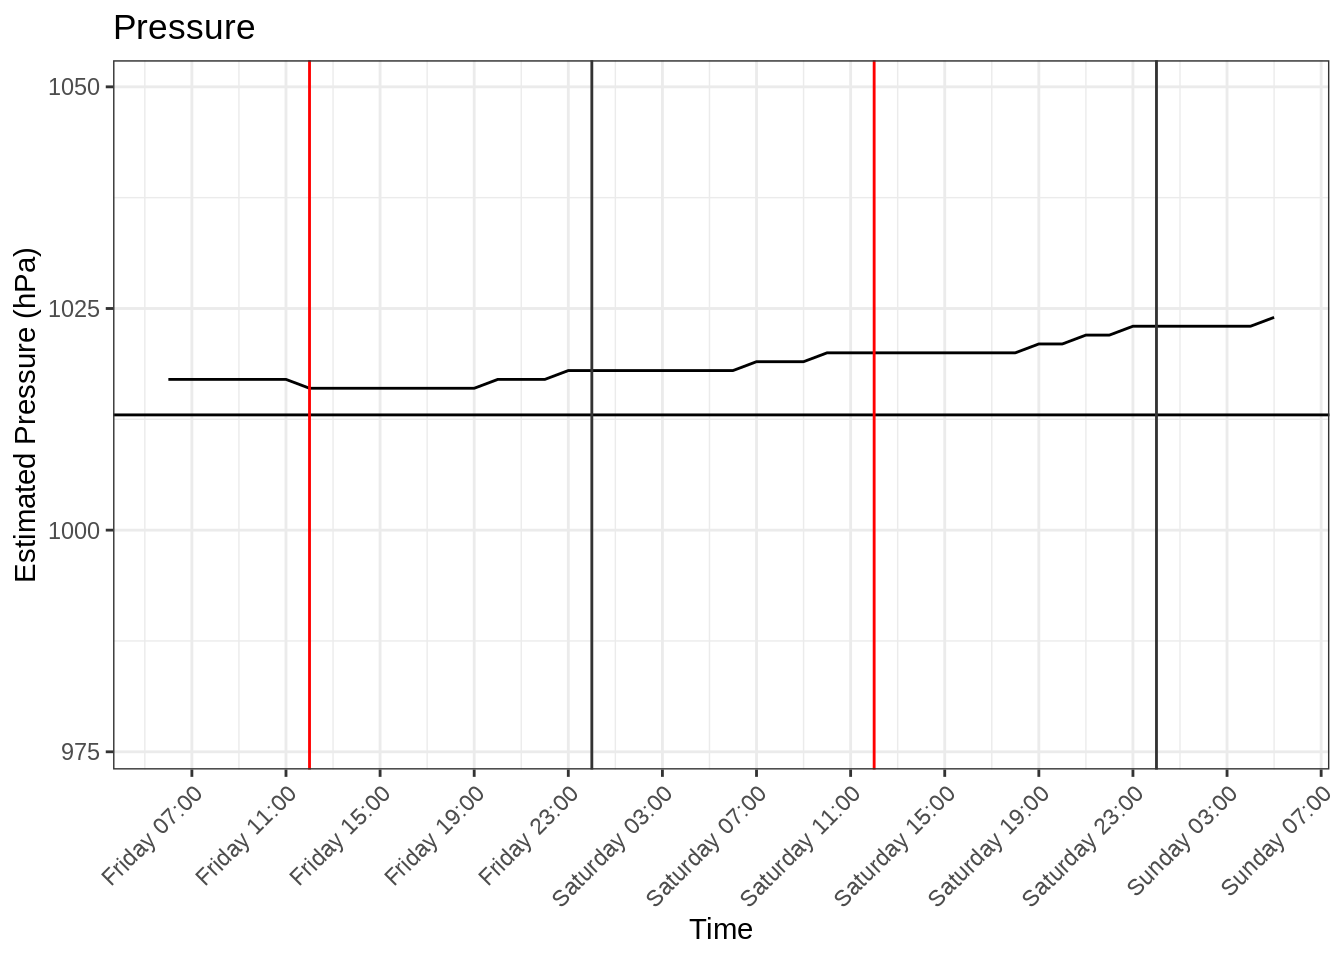 Pressure
Estimated Pressure (hPa)
1050
1025
1000
975
Friday 07:00
Friday 11:00
Friday 15:00
Friday 19:00
Friday 23:00
Saturday 03:00
Saturday 07:00
Saturday 11:00
Saturday 15:00
Saturday 19:00
Saturday 23:00
Sunday 03:00
Sunday 07:00
Time